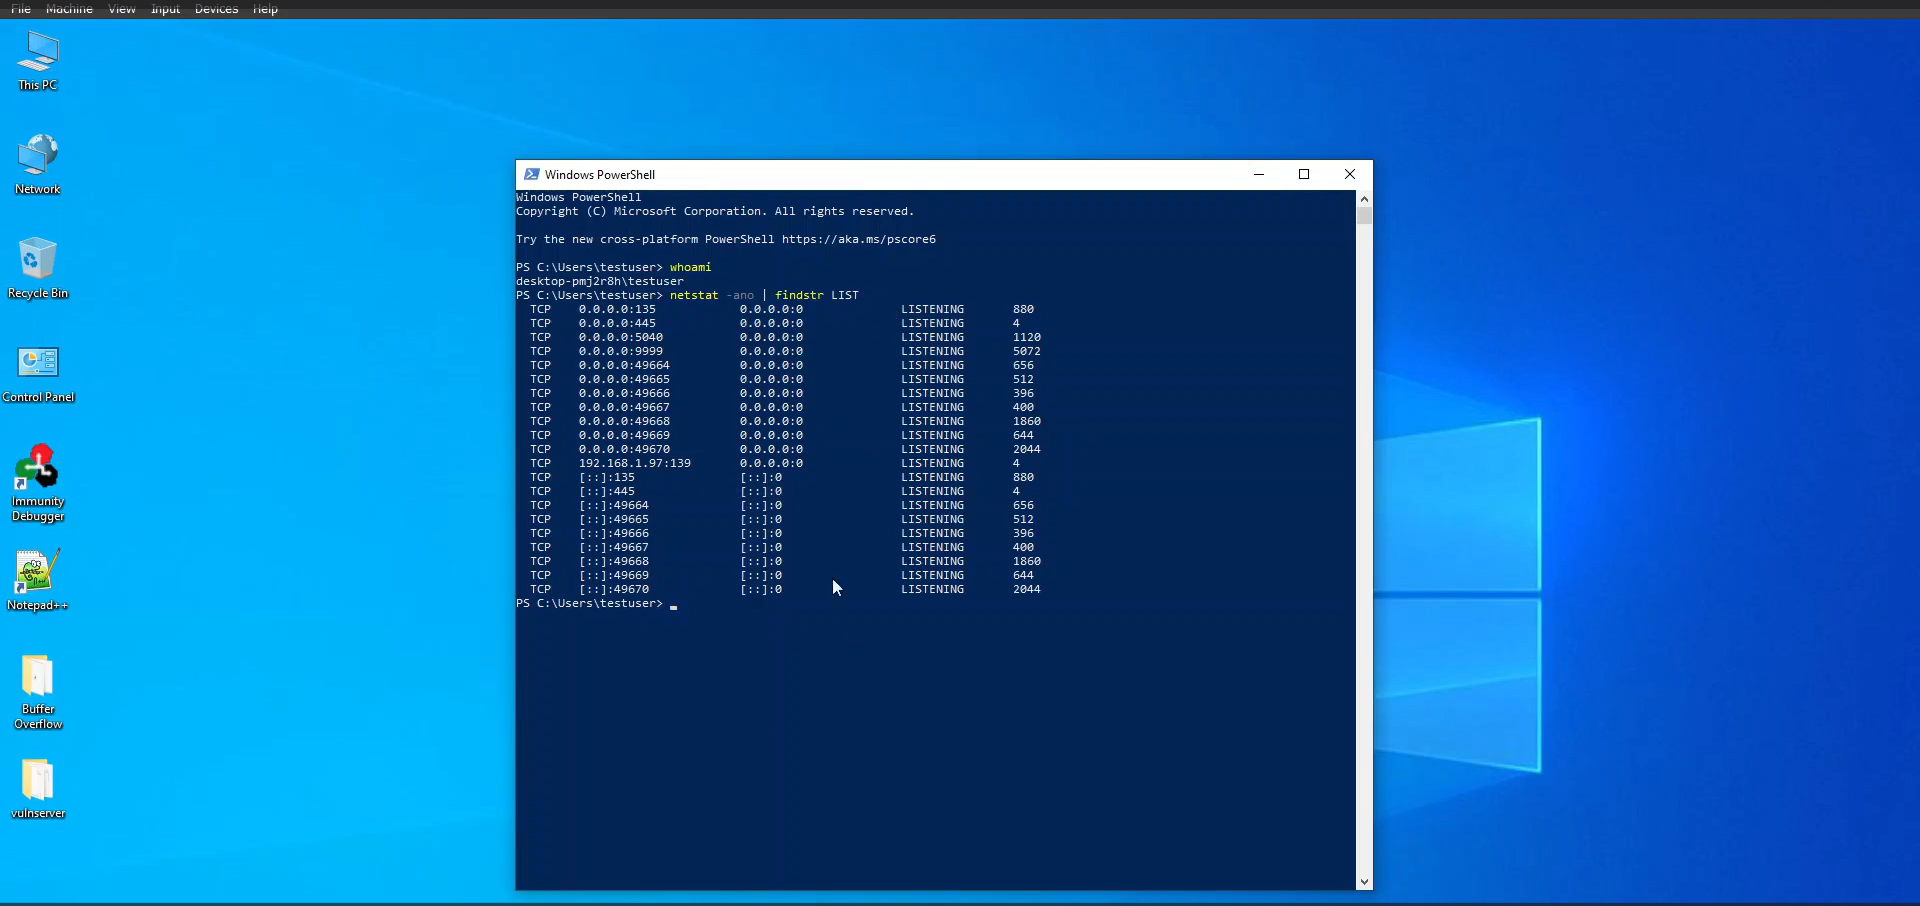 File Machine View Input Devices Help
This PC
Network
Recycle Bin
Control Panel
Immunity
Debugger
Notepad++
Buffer
Overflow
vulnserver
Windows PowerShell
Windows PowerShell
Copyright (C) Microsoft Corporation. All rights reserved.
Try the new cross-platform PowerShell https://aka.ms/pscore6
PS C:\Users\testuser> whoami
desktop-pmj2r8h\testuser
PS C:\Users\testuser> netstat -ano | findstr LIST
TCP 0.0.0.0:135 0.0.0.0:0 LISTENING 880
TCP 0.0.0.0:445 0.0.0.0:0 LISTENING 4
TCP 0.0.0.0:5040 0.0.0.0:0 LISTENING 1120
TCP 0.0.0.0:9999 0.0.0.0:0 LISTENING 5072
TCP 0.0.0.0:49664 0.0.0.0:0 LISTENING 656
TCP 0.0.0.0:49665 0.0.0.0:0 LISTENING 512
TCP 0.0.0.0:49666 0.0.0.0:0 LISTENING 396
TCP 0.0.0.0:49667 0.0.0.0:0 LISTENING 400
TCP 0.0.0.0:49668 0.0.0.0:0 LISTENING 1860
TCP 0.0.0.0:49669 0.0.0.0:0 LISTENING 644
TCP 0.0.0.0:49670 0.0.0.0:0 LISTENING 2044
TCP 192.168.1.97:139 0.0.0.0:0 LISTENING 4
TCP [::]:135 [::]:0 LISTENING 880
TCP [::]:445 [::]:0 LISTENING 4
TCP [::]:49664 [::]:0 LISTENING 656
TCP [::]:49665 [::]:0 LISTENING 512
TCP [::]:49666 [::]:0 LISTENING 396
TCP [::]:49667 [::]:0 LISTENING 400
TCP [::]:49668 [::]:0 LISTENING 1860
TCP [::]:49669 [::]:0 LISTENING 644
TCP [::]:49670 [::]:0 LISTENING 2044
PS C:\Users\testuser>